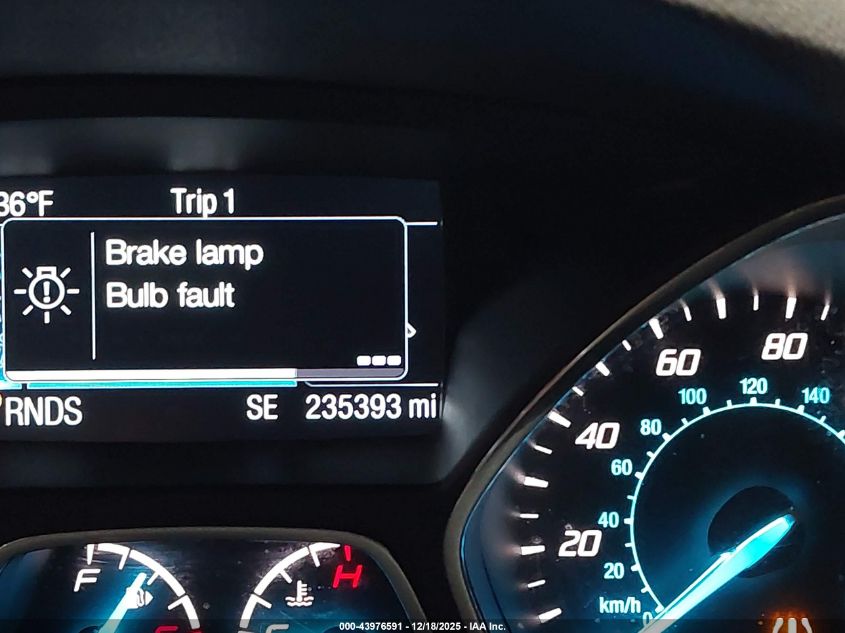 36°F Trip 1
Brake lamp
Bulb fault
RNDS SE 235393 mi
80
60
120
100 140
40
80
60
20
40
20
km/h 0
F
H
000-43976591 - 12/18/2025 - IAA Inc.